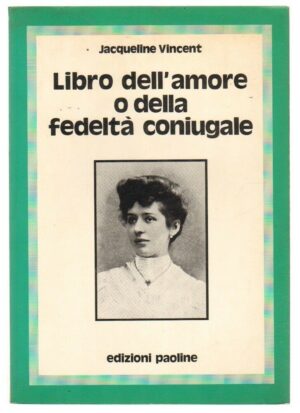 Jacqueline Vincent
Libro dell'amore
o della
fedeltà coniugale
edizioni paoline